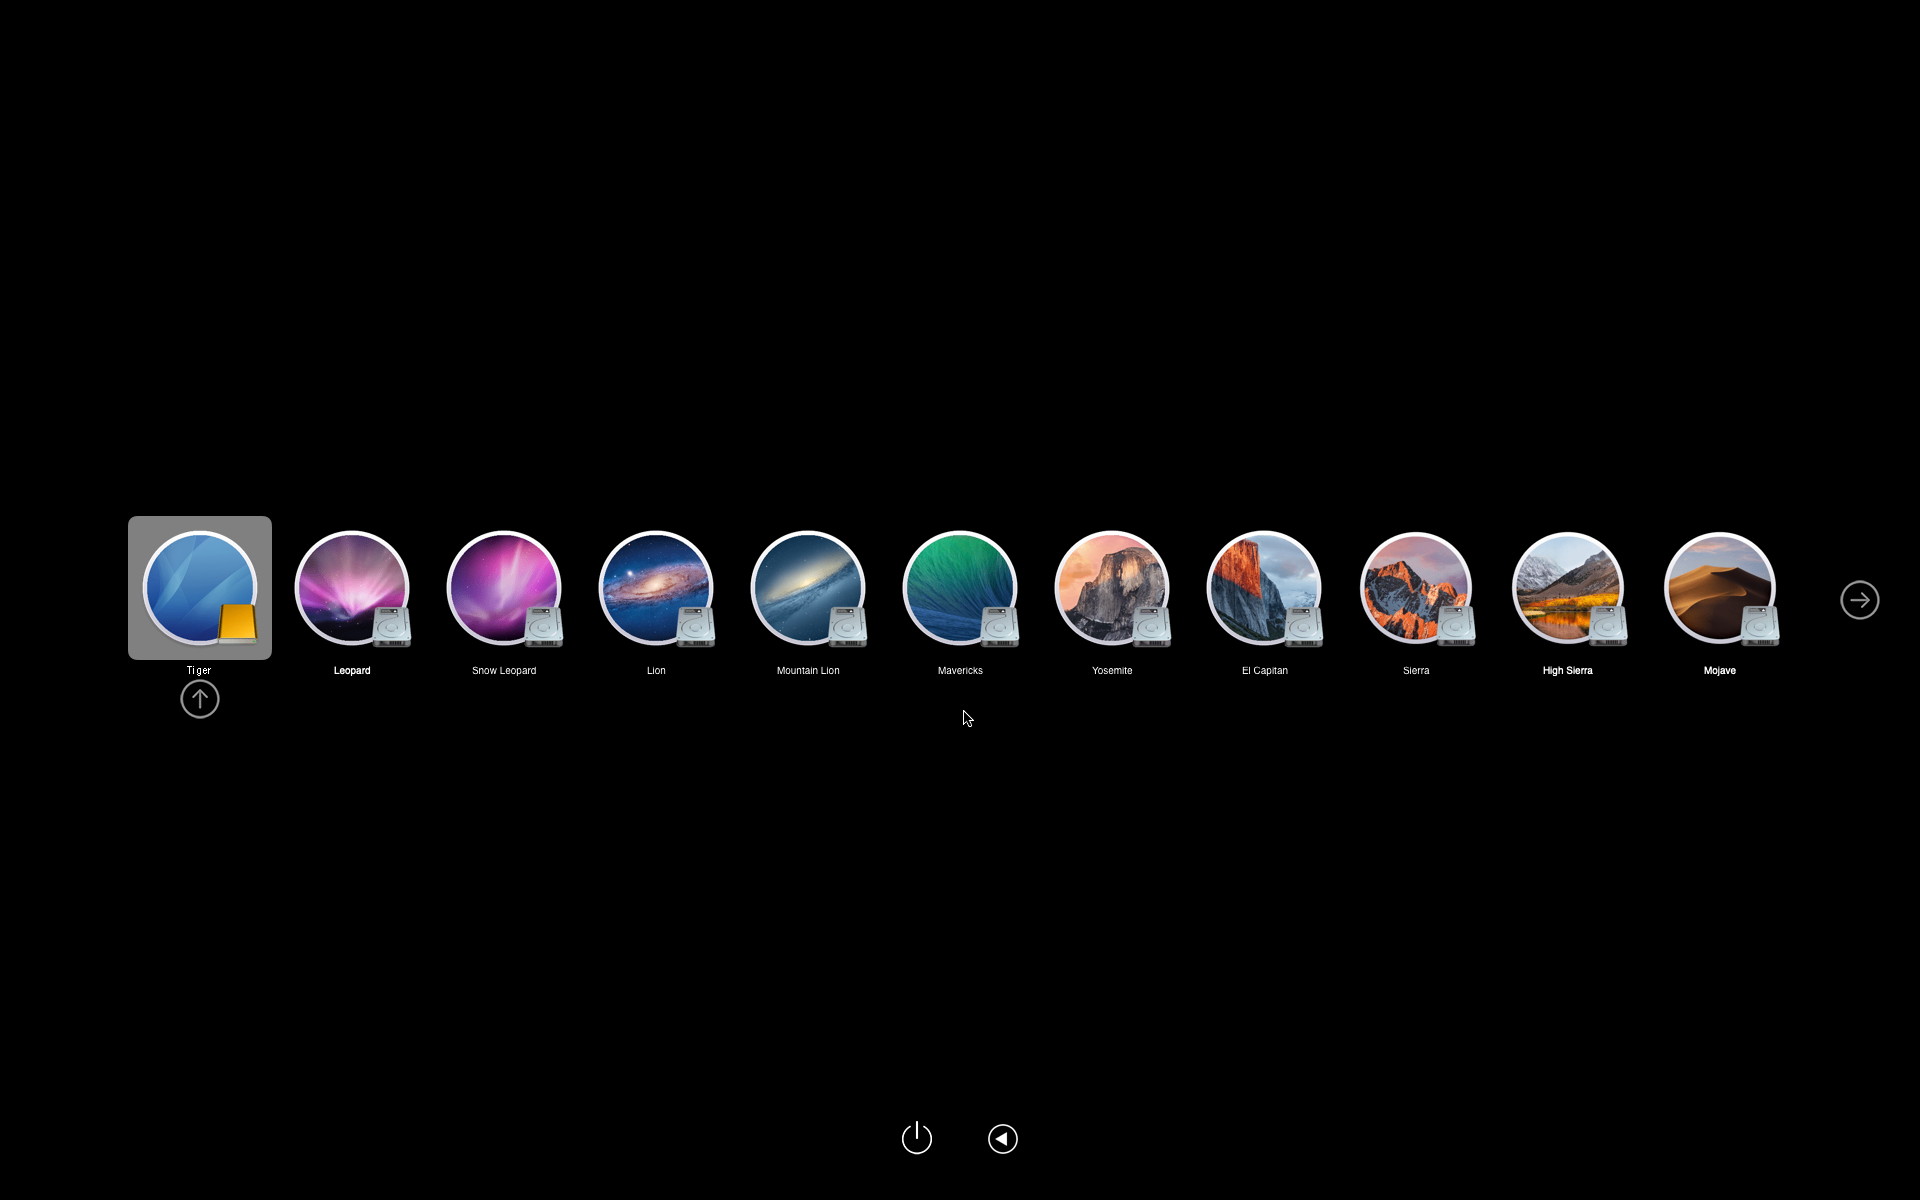 Tiger
Leopard
Snow Leopard
Lion
Mountain Lion
Mavericks
Yosemite
El Capitan
Sierra
High Sierra
Mojave